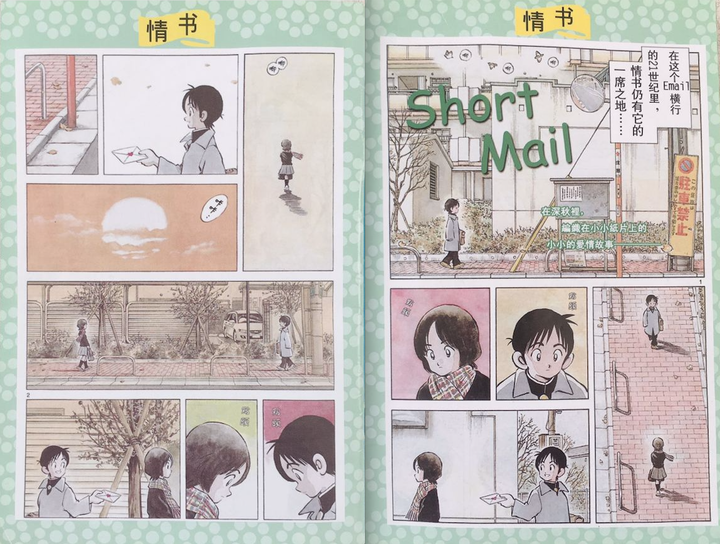 情书
在这个Email横行
的21世纪里，
情书仍有它的
一席之地……
Short
Mail
駐車禁止
在深秋裡，
編織在小小紙片上的
小小的愛情故事
1
情书
2